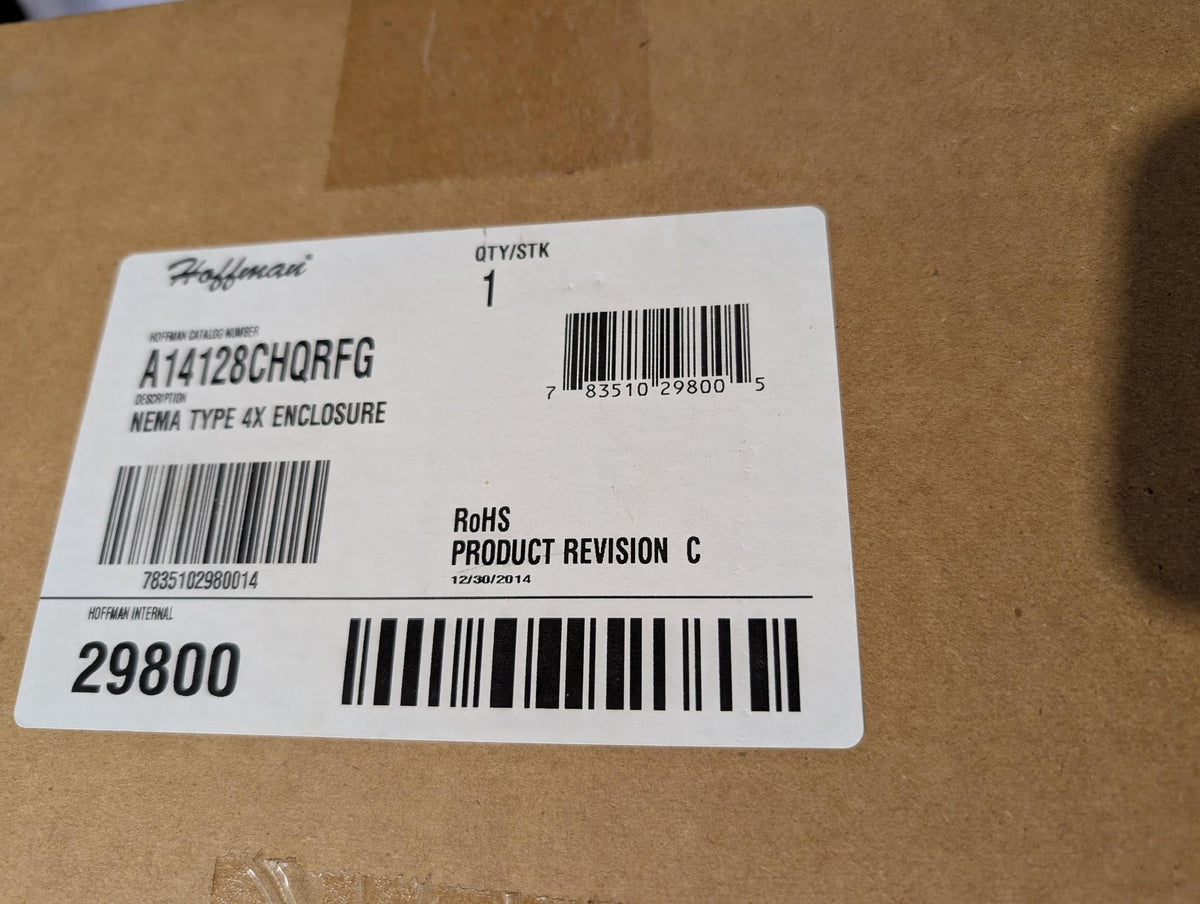 Hoffman®
QTY/STK
1
HOFFMAN CATALOG NUMBER
A14128CHQRFG
DESCRIPTION
NEMA TYPE 4X ENCLOSURE
7 83510 29800 5
7835102980014
RoHS
PRODUCT REVISION C
12/30/2014
HOFFMAN INTERNAL
29800